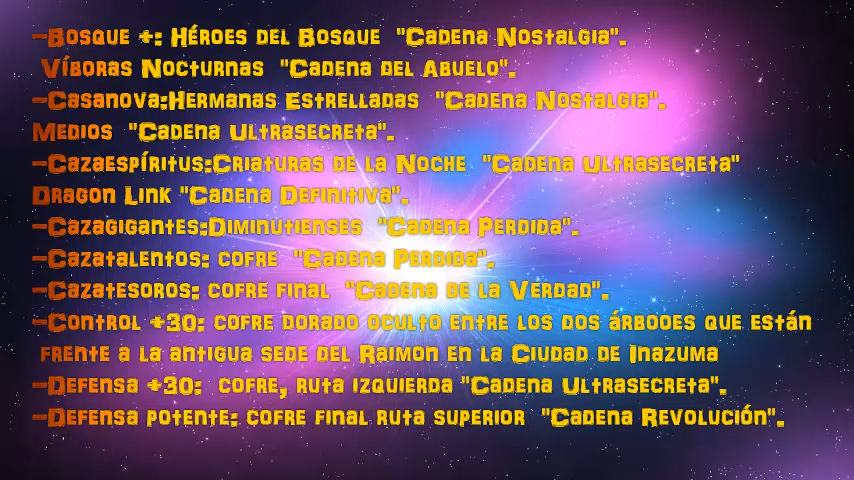 -Bosque +: Héroes del Bosque "Cadena Nostalgia".
Víboras Nocturnas "Cadena del Abuelo".
-Casanova:Hermanas Estrelladas "Cadena Nostalgia".
Medios "Cadena Ultrasecreta".
-Cazaespíritus:Criaturas de la Noche "Cadena Ultrasecreta"
Dragon Link "Cadena Definitiva".
-Cazagigantes:Diminutienses "Cadena Perdida".
-Cazatalentos: cofre "Cadena Perdida".
-Cazatesoros: cofre final "Cadena de la Verdad".
-Control +30: cofre dorado oculto entre los dos árbooes que están
frente a la antigua sede del Raimon en la Ciudad de Inazuma
-Defensa +30: cofre, ruta izquierda "Cadena Ultrasecreta".
-Defensa potente: cofre final ruta superior "Cadena Revolución".